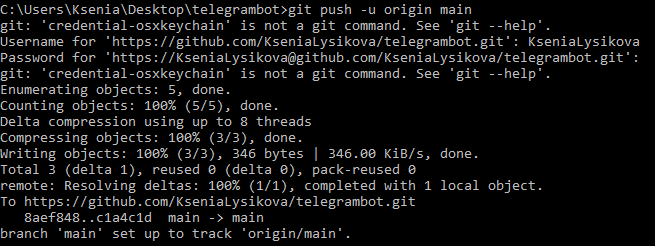 C:\Users\Ksenia\Desktop\telegrambot>git push -u origin main
git: 'credential-osxkeychain' is not a git command. See 'git --help'.
Username for 'https://github.com/KseniaLysikova/telegrambot.git': KseniaLysikova
Password for 'https://KseniaLysikova@github.com/KseniaLysikova/telegrambot.git':
git: 'credential-osxkeychain' is not a git command. See 'git --help'.
Enumerating objects: 5, done.
Counting objects: 100% (5/5), done.
Delta compression using up to 8 threads
Compressing objects: 100% (3/3), done.
Writing objects: 100% (3/3), 346 bytes | 346.00 KiB/s, done.
Total 3 (delta 1), reused 0 (delta 0), pack-reused 0
remote: Resolving deltas: 100% (1/1), completed with 1 local object.
To https://github.com/KseniaLysikova/telegrambot.git
   8aef848..c1a4c1d  main -> main
branch 'main' set up to track 'origin/main'.